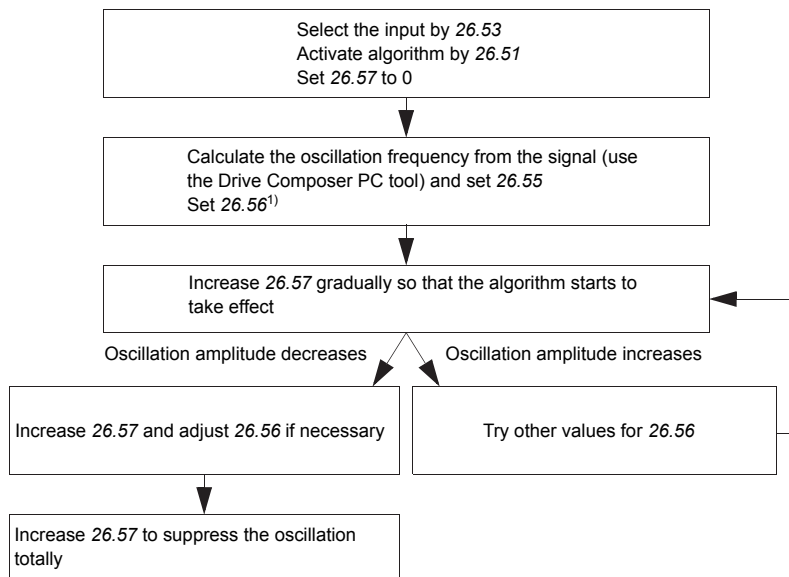 Select the input by 26.53
Activate algorithm by 26.51
Set 26.57 to 0
Calculate the oscillation frequency from the signal (use
the Drive Composer PC tool) and set 26.55
Set 26.56¹⁾
Increase 26.57 gradually so that the algorithm starts to
take effect
Oscillation amplitude decreases
Oscillation amplitude increases
Increase 26.57 and adjust 26.56 if necessary
Try other values for 26.56
Increase 26.57 to suppress the oscillation
totally